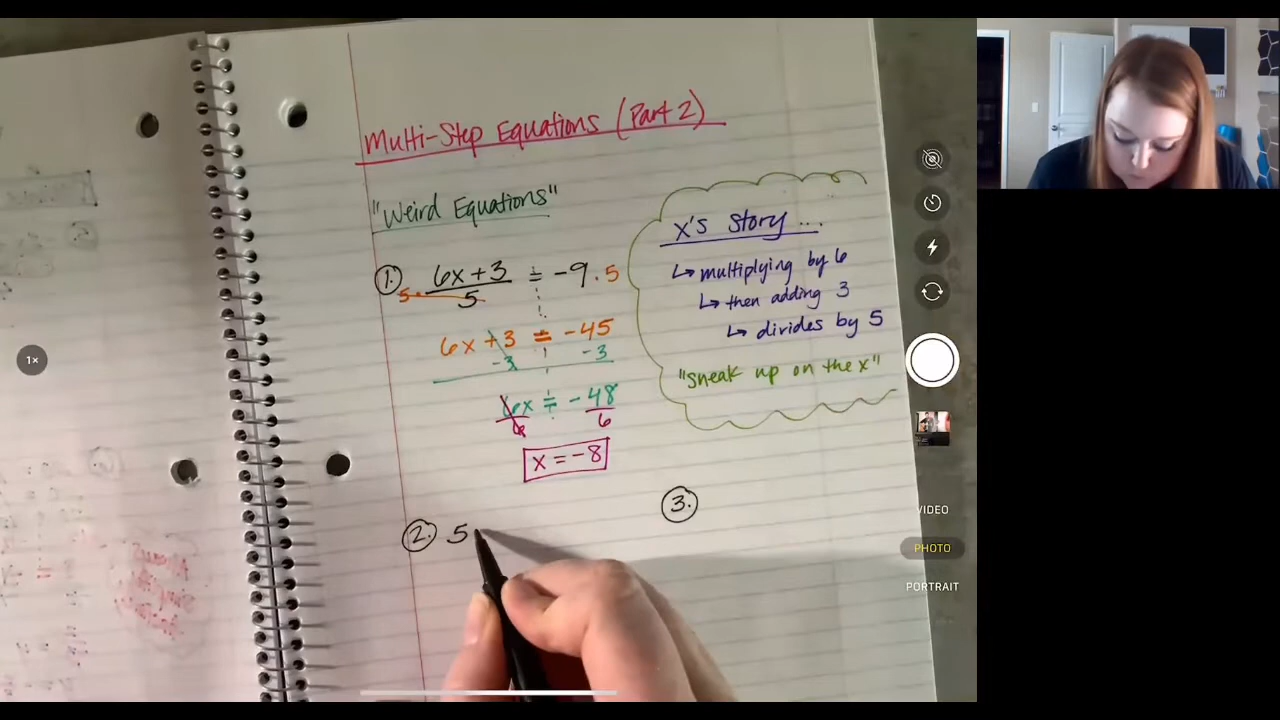 Multi-Step Equations (Part 2)
"Weird Equations"
1. 6x+3 = -9 . 5
5 . 5
6x +3 = -45
-3 -3
6x = -48
6 6
x = -8
x's Story ...
↳ multiplying by 6
↳ then adding 3
↳ divides by 5
"Sneak up on the x"
2. 5
3.
1×
VIDEO
PHOTO
PORTRAIT